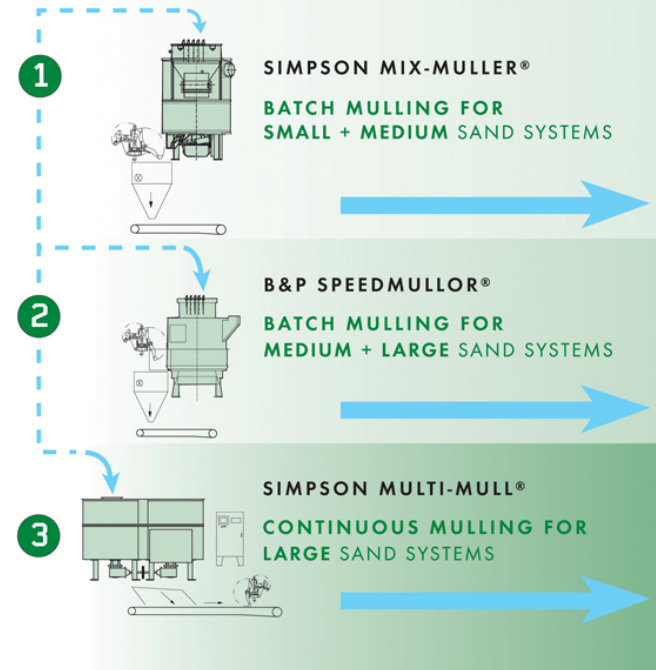 1
SIMPSON MIX-MULLER®
BATCH MULLING FOR
SMALL + MEDIUM SAND SYSTEMS
2
B&P SPEEDMULLOR®
BATCH MULLING FOR
MEDIUM + LARGE SAND SYSTEMS
3
SIMPSON MULTI-MULL®
CONTINUOUS MULLING FOR
LARGE SAND SYSTEMS